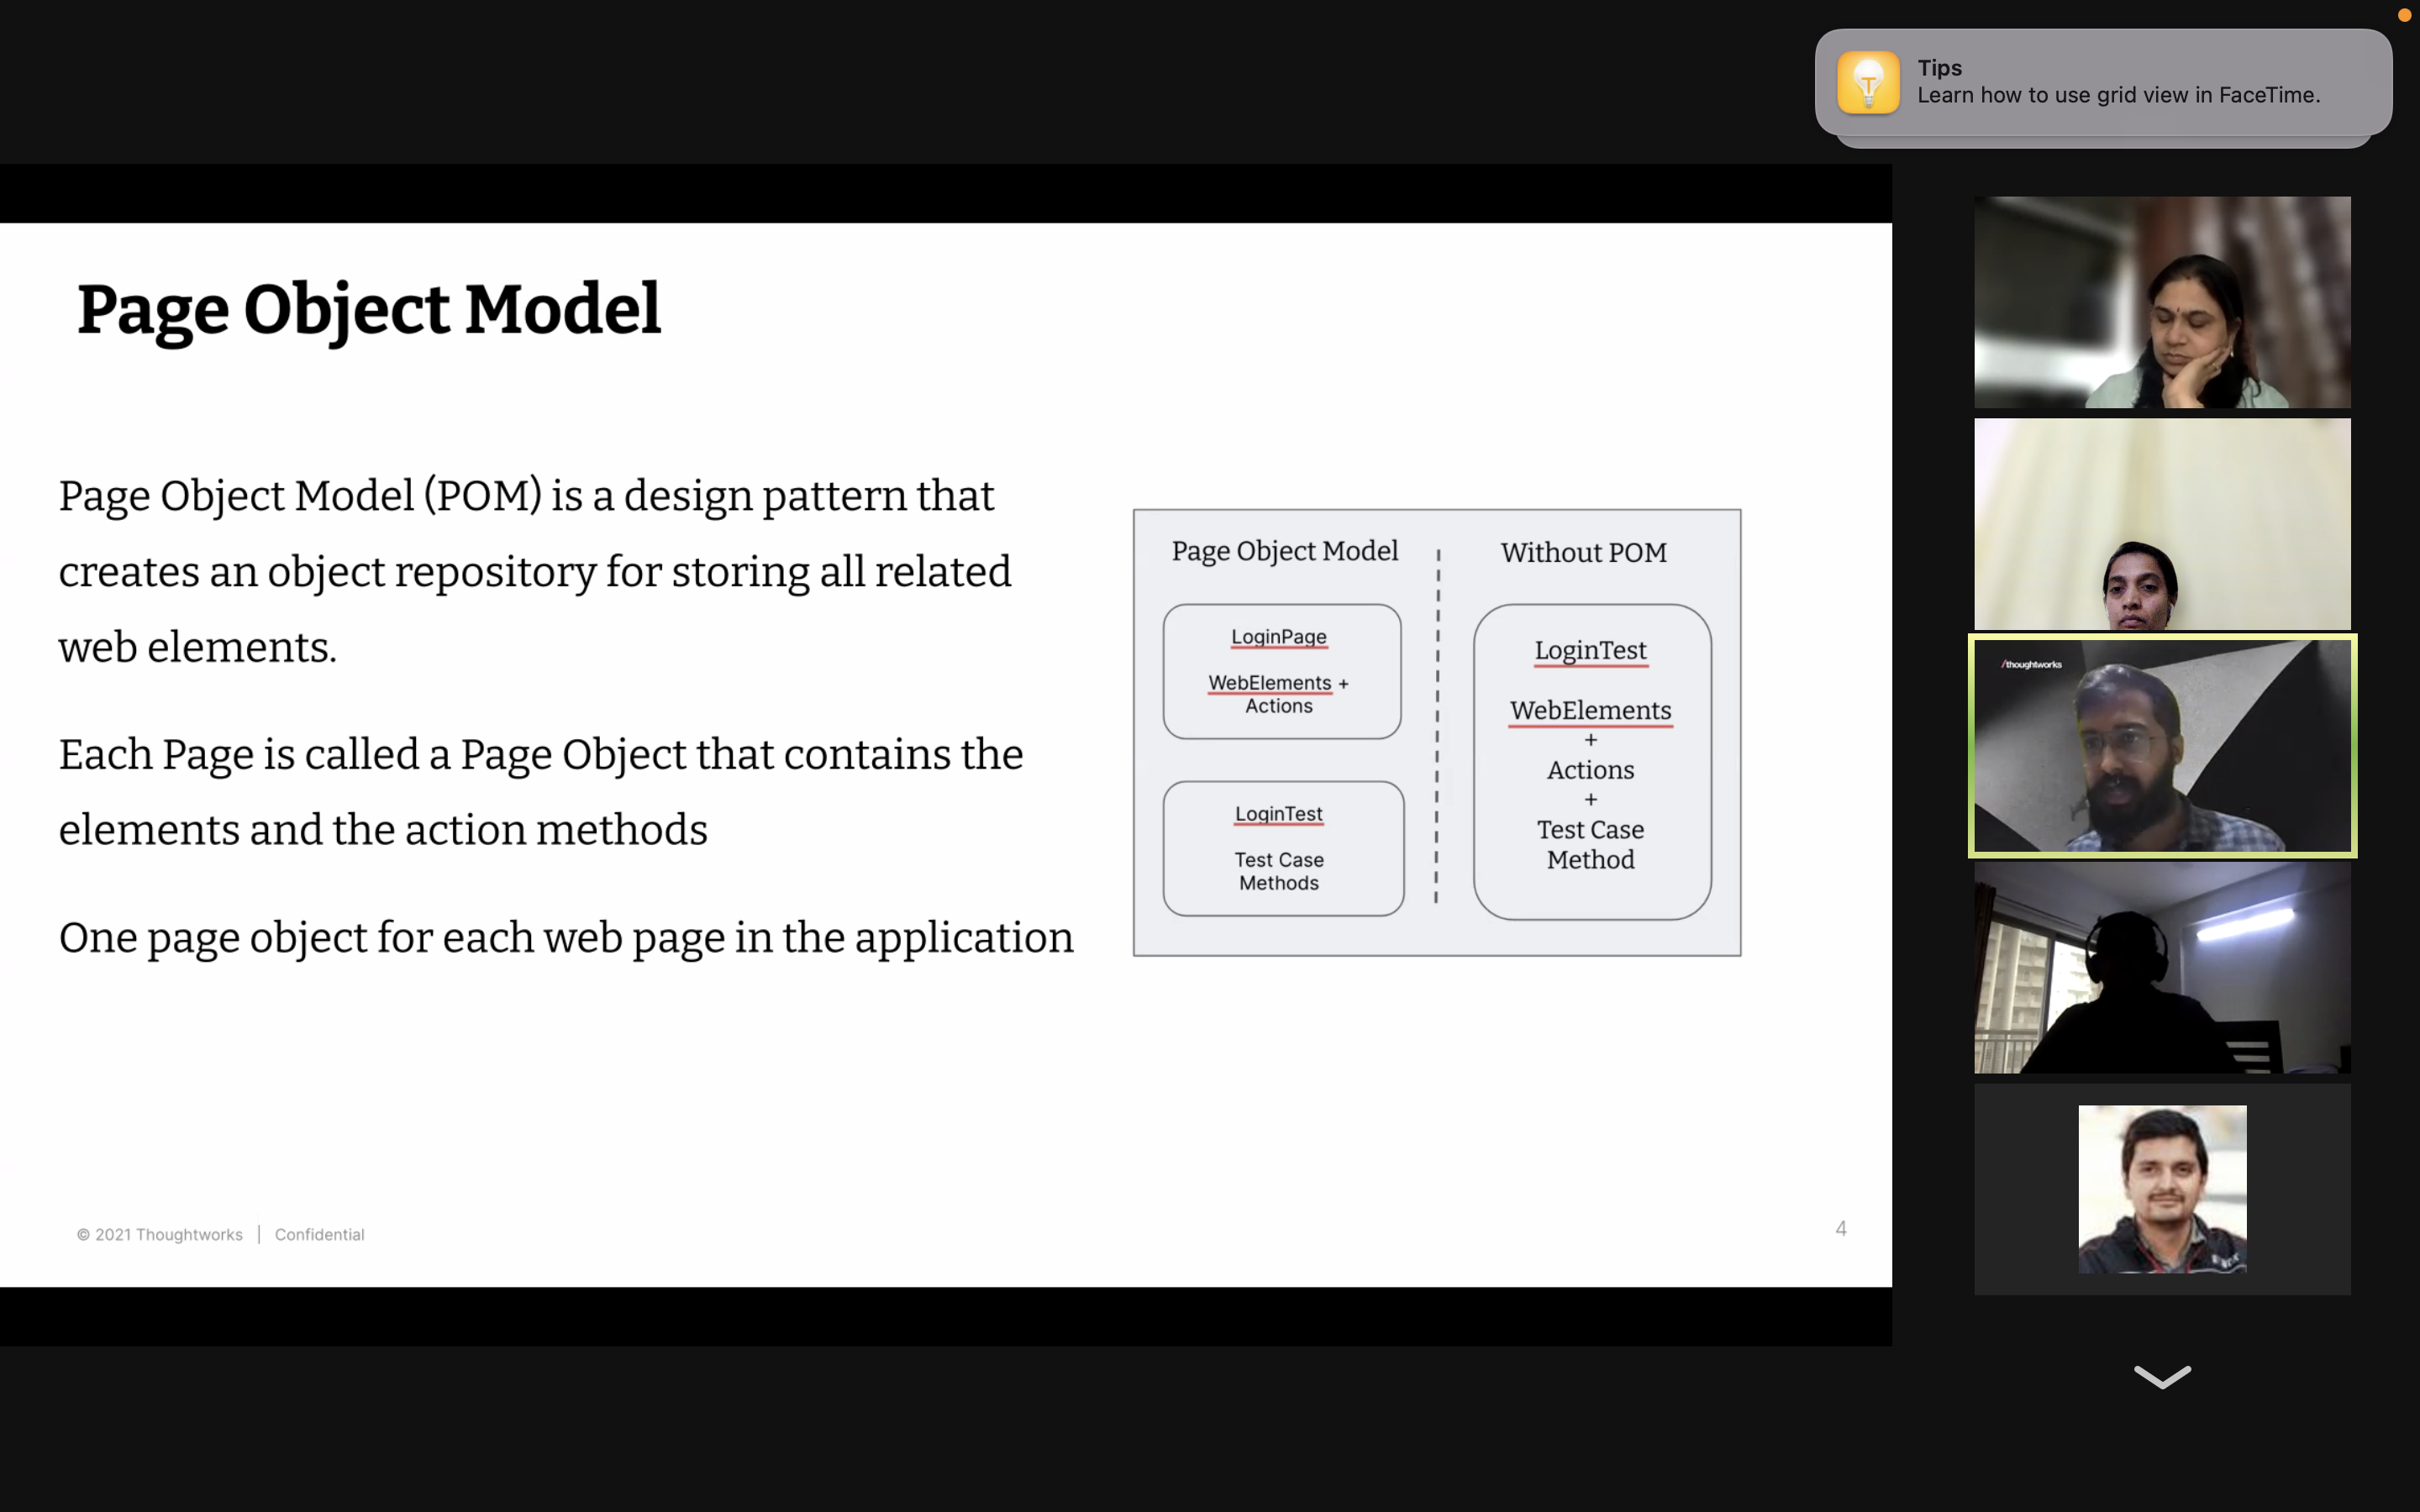 Tips
Learn how to use grid view in FaceTime.
Page Object Model
Page Object Model (POM) is a design pattern that
creates an object repository for storing all related
web elements.
Each Page is called a Page Object that contains the
elements and the action methods
One page object for each web page in the application
Page Object Model
LoginPage
WebElements +
Actions
LoginTest
Test Case
Methods
Without POM
LoginTest
WebElements
+
Actions
+
Test Case
Method
© 2021 Thoughtworks | Confidential
4
/thoughtworks